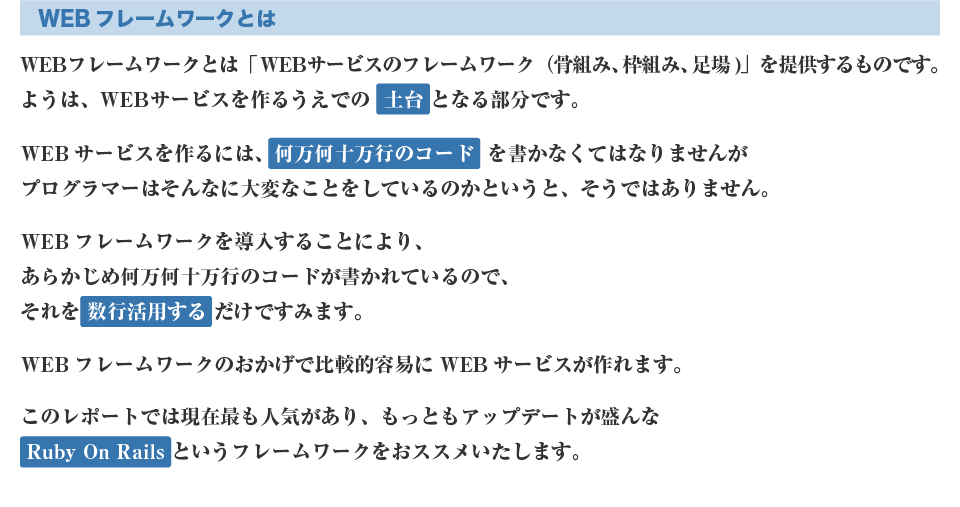 WEB フレームワークとは
WEBフレームワークとは「WEBサービスのフレームワーク（骨組み､枠組み､足場)」を提供するものです。
ようは、WEBサービスを作るうえでの 土台 となる部分です。
WEB サービスを作るには、何万何十万行のコード を書かなくてはなりませんが
プログラマーはそんなに大変なことをしているのかというと、そうではありません。
WEB フレームワークを導入することにより、
あらかじめ何万何十万行のコードが書かれているので、
それを 数行活用する だけですみます。
WEB フレームワークのおかげで比較的容易に WEB サービスが作れます。
このレポートでは現在最も人気があり、もっともアップデートが盛んな
Ruby On Rails というフレームワークをおススメいたします。